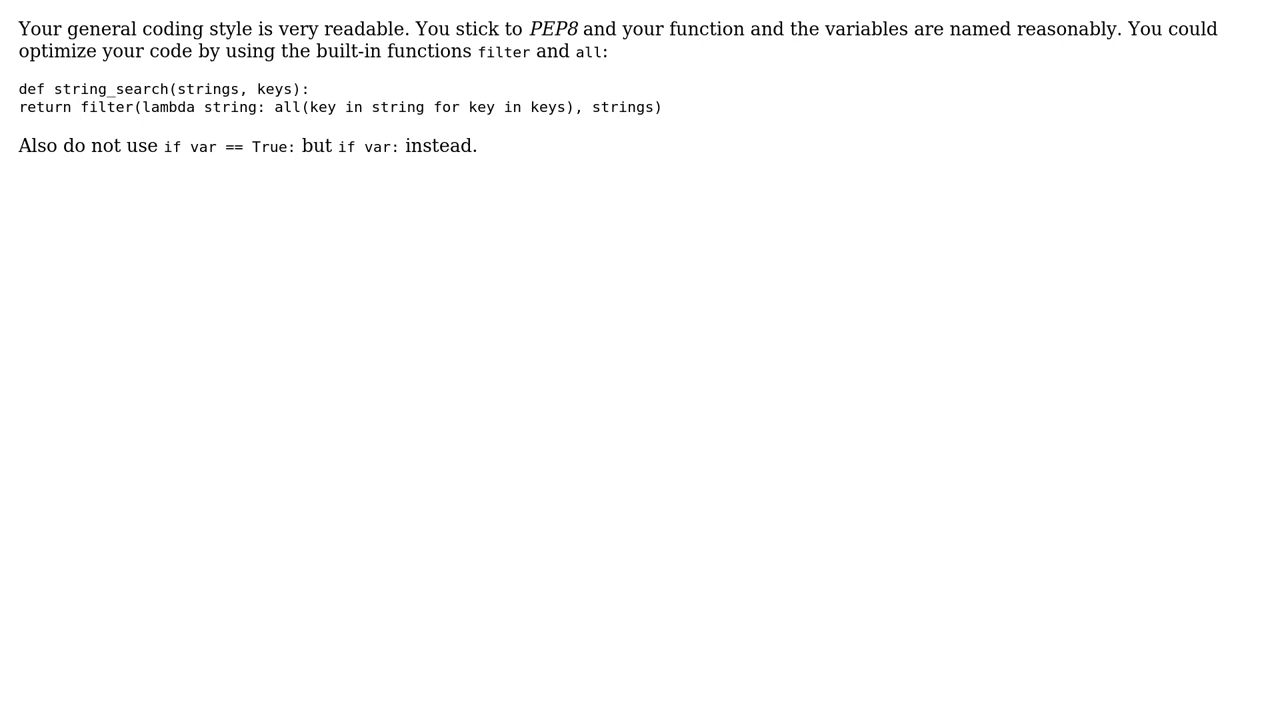 Your general coding style is very readable. You stick to PEP8 and your function and the variables are named reasonably. You could
optimize your code by using the built-in functions filter and all:
def string_search(strings, keys):
return filter(lambda string: all(key in string for key in keys), strings)
Also do not use if var == True: but if var: instead.